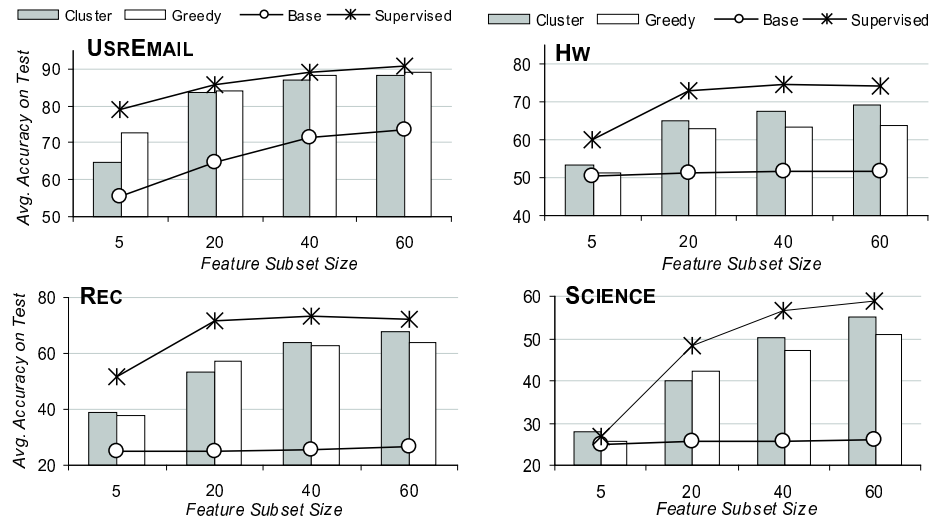 Cluster Greedy Base Supervised
USREMAIL
Avg. Accuracy on Test
90
80
70
60
50
5 20 40 60
Feature Subset Size
Cluster Greedy Base Supervised
HW
80
70
60
50
40
5 20 40 60
Feature Subset Size
REC
Avg. Accuracy on Test
80
60
40
20
5 20 40 60
Feature Subset Size
SCIENCE
60
50
40
30
20
5 20 40 60
Feature Subset Size